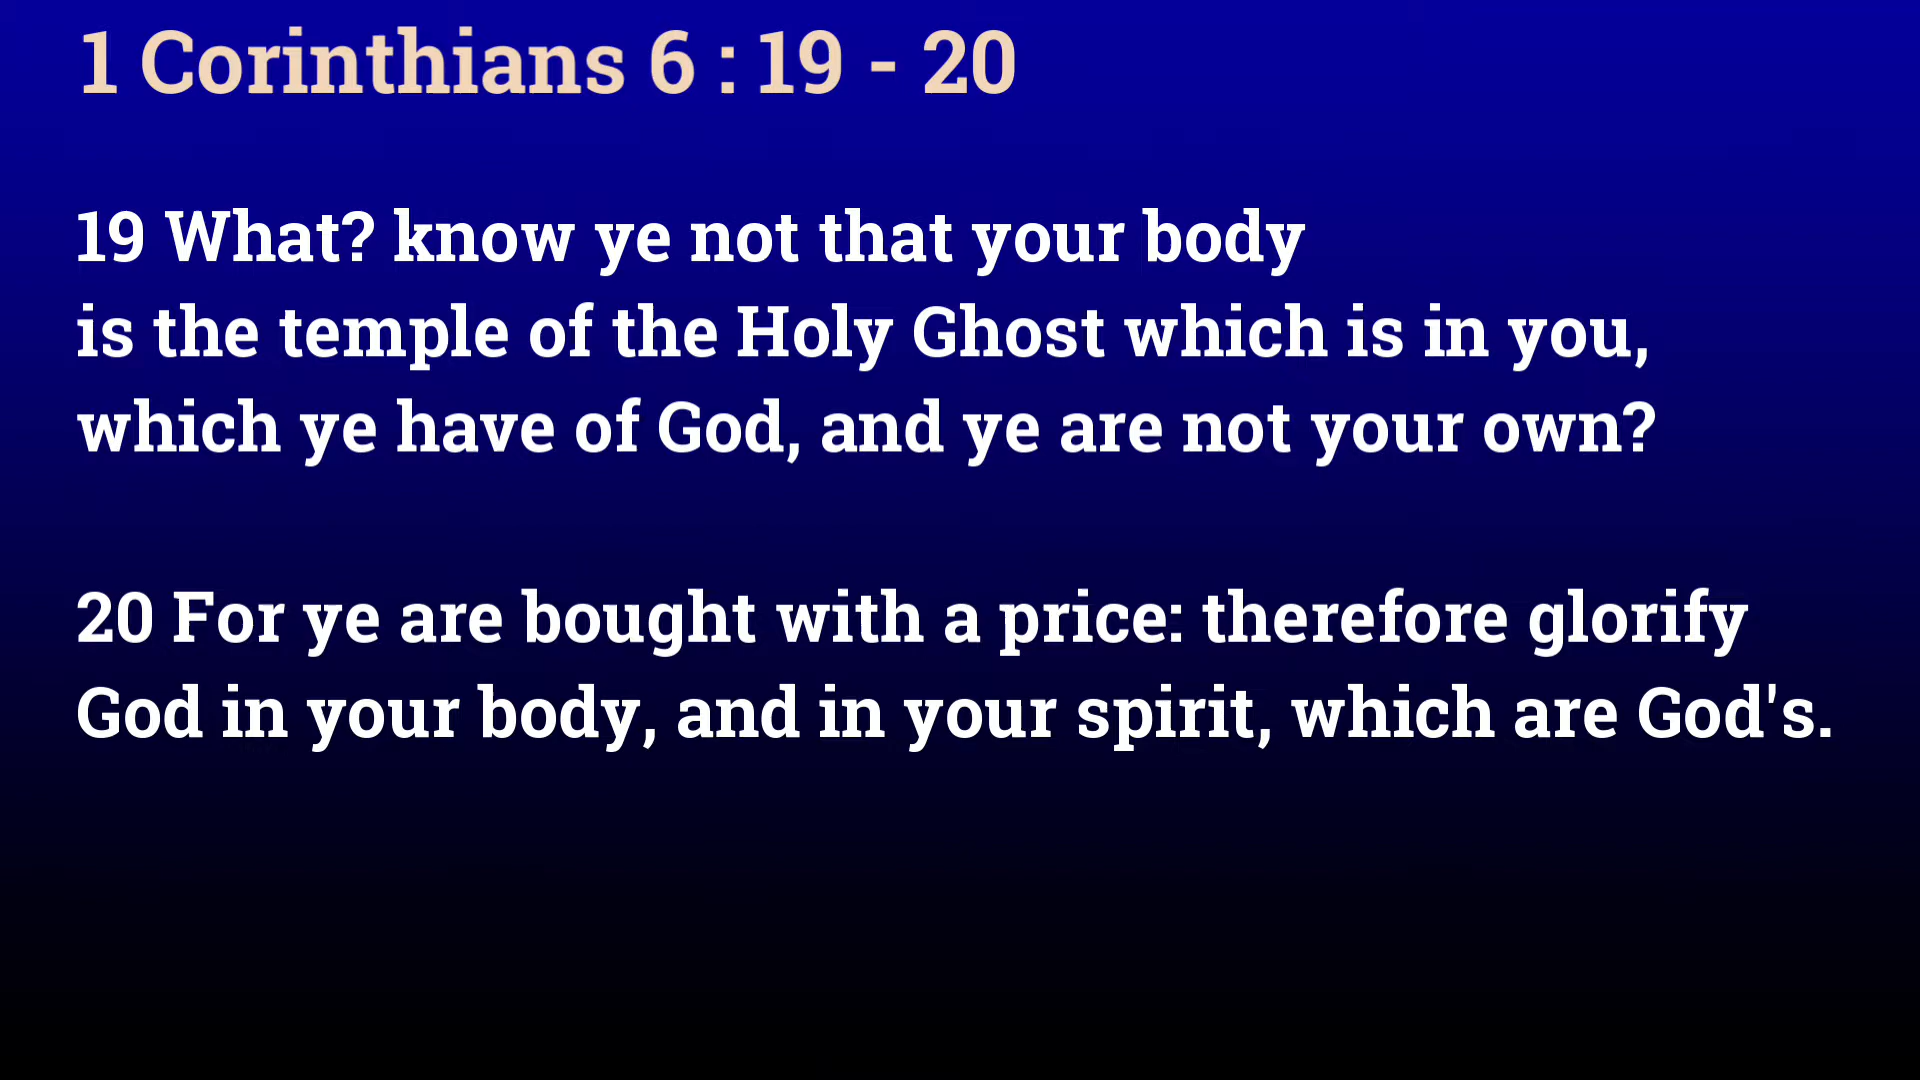 1 Corinthians 6 : 19 - 20
19 What? know ye not that your body
is the temple of the Holy Ghost which is in you,
which ye have of God, and ye are not your own?
20 For ye are bought with a price: therefore glorify
God in your body, and in your spirit, which are God's.